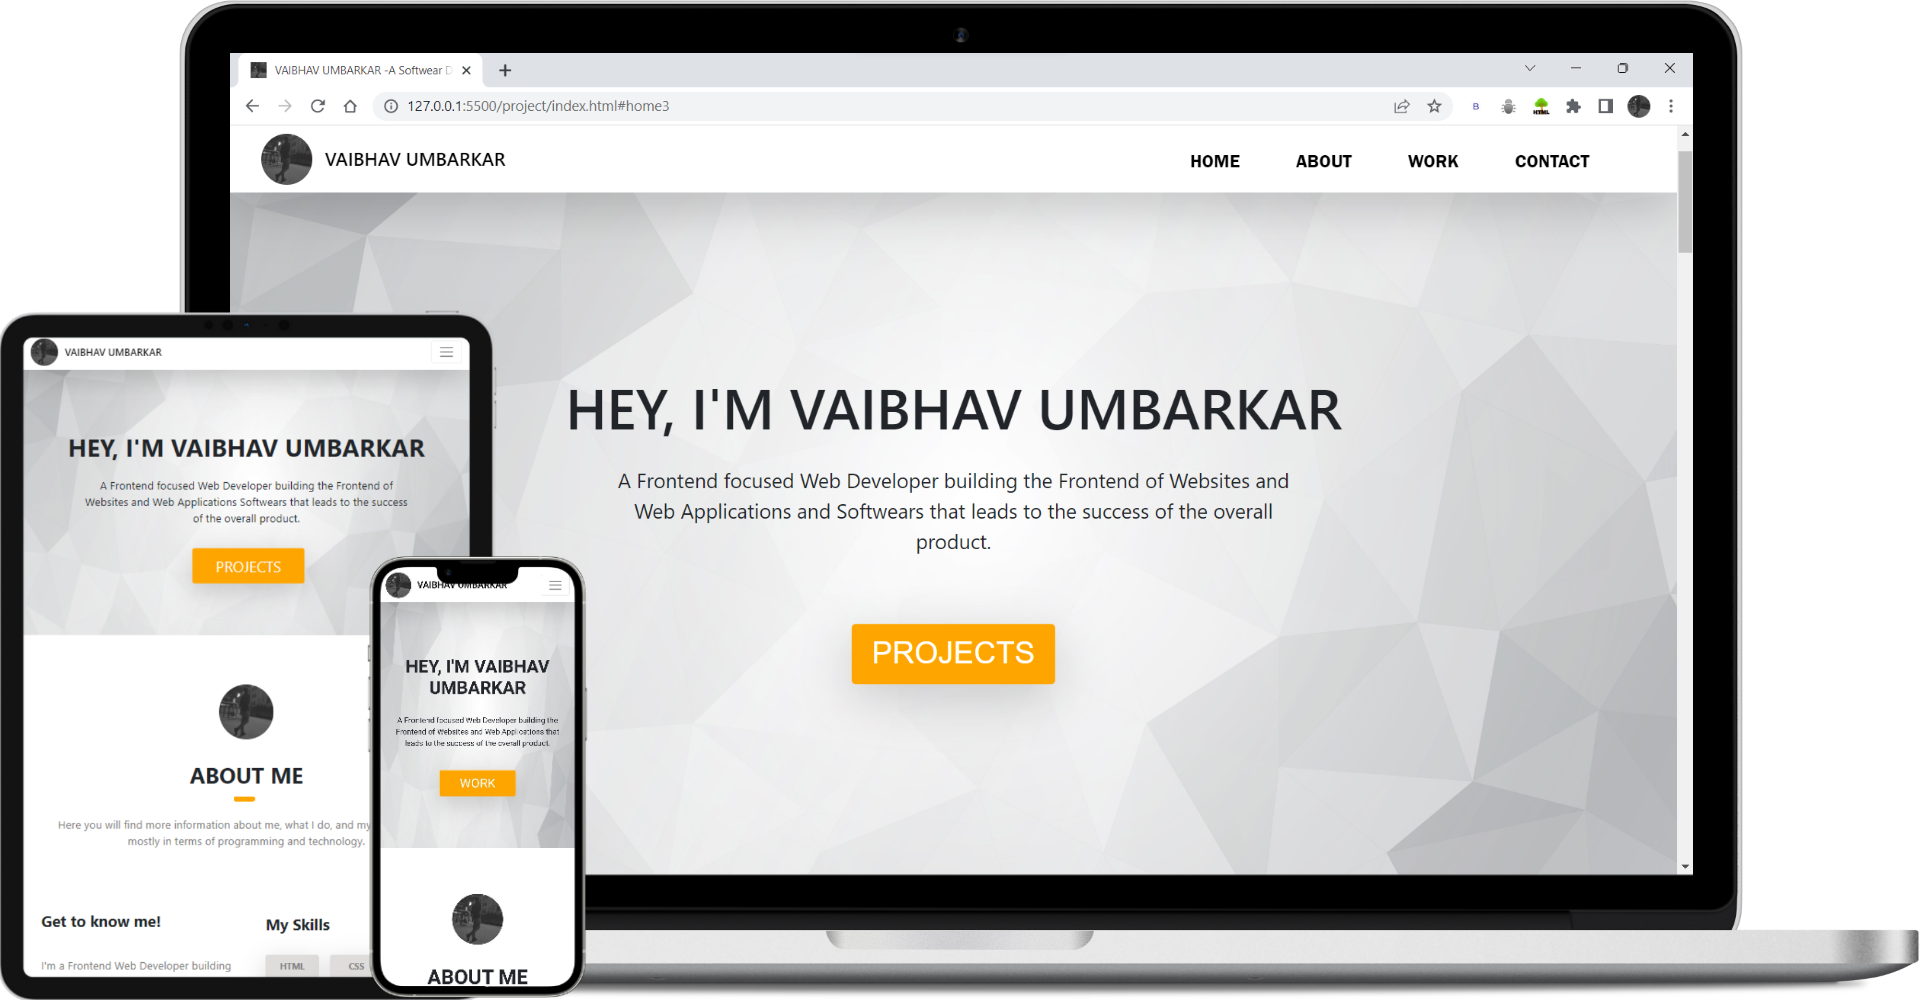 VAIBHAV UMBARKAR -A Softwear D
127.0.0.1:5500/project/index.html#home3
B
HTML
VAIBHAV UMBARKAR
HOME ABOUT WORK CONTACT
HEY, I'M VAIBHAV UMBARKAR
A Frontend focused Web Developer building the Frontend of Websites and
Web Applications and Softwears that leads to the success of the overall
product.
PROJECTS
VAIBHAV UMBARKAR
HEY, I'M VAIBHAV UMBARKAR
A Frontend focused Web Developer building the Frontend of
Websites and Web Applications Softwears that leads to the success
of the overall product.
PROJECTS
ABOUT ME
Here you will find more information about me, what I do, and my
mostly in terms of programming and technology.
Get to know me!
I'm a Frontend Web Developer building
My Skills
HTML CSS
VAIBHAV UMBARKAR
HEY, I'M VAIBHAV
UMBARKAR
A Frontend focused Web Developer building the
Frontend of Websites and Web Applications that
leads to the success of the overall product.
WORK
ABOUT ME